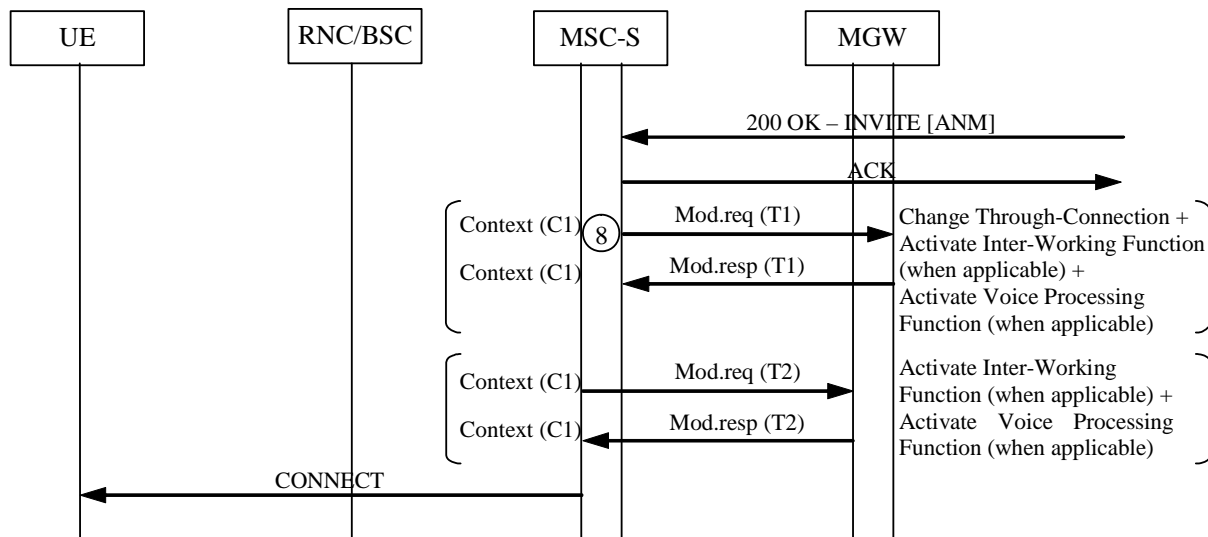 UE
RNC/BSC
MSC-S
MGW
200 OK – INVITE [ANM]
ACK
Context (C1)
8
Mod.req (T1)
Change Through-Connection +
Activate Inter-Working Function
(when applicable) +
Activate Voice Processing
Function (when applicable)
Context (C1)
Mod.resp (T1)
Context (C1)
Mod.req (T2)
Activate Inter-Working
Function (when applicable) +
Activate Voice Processing
Function (when applicable)
Context (C1)
Mod.resp (T2)
CONNECT